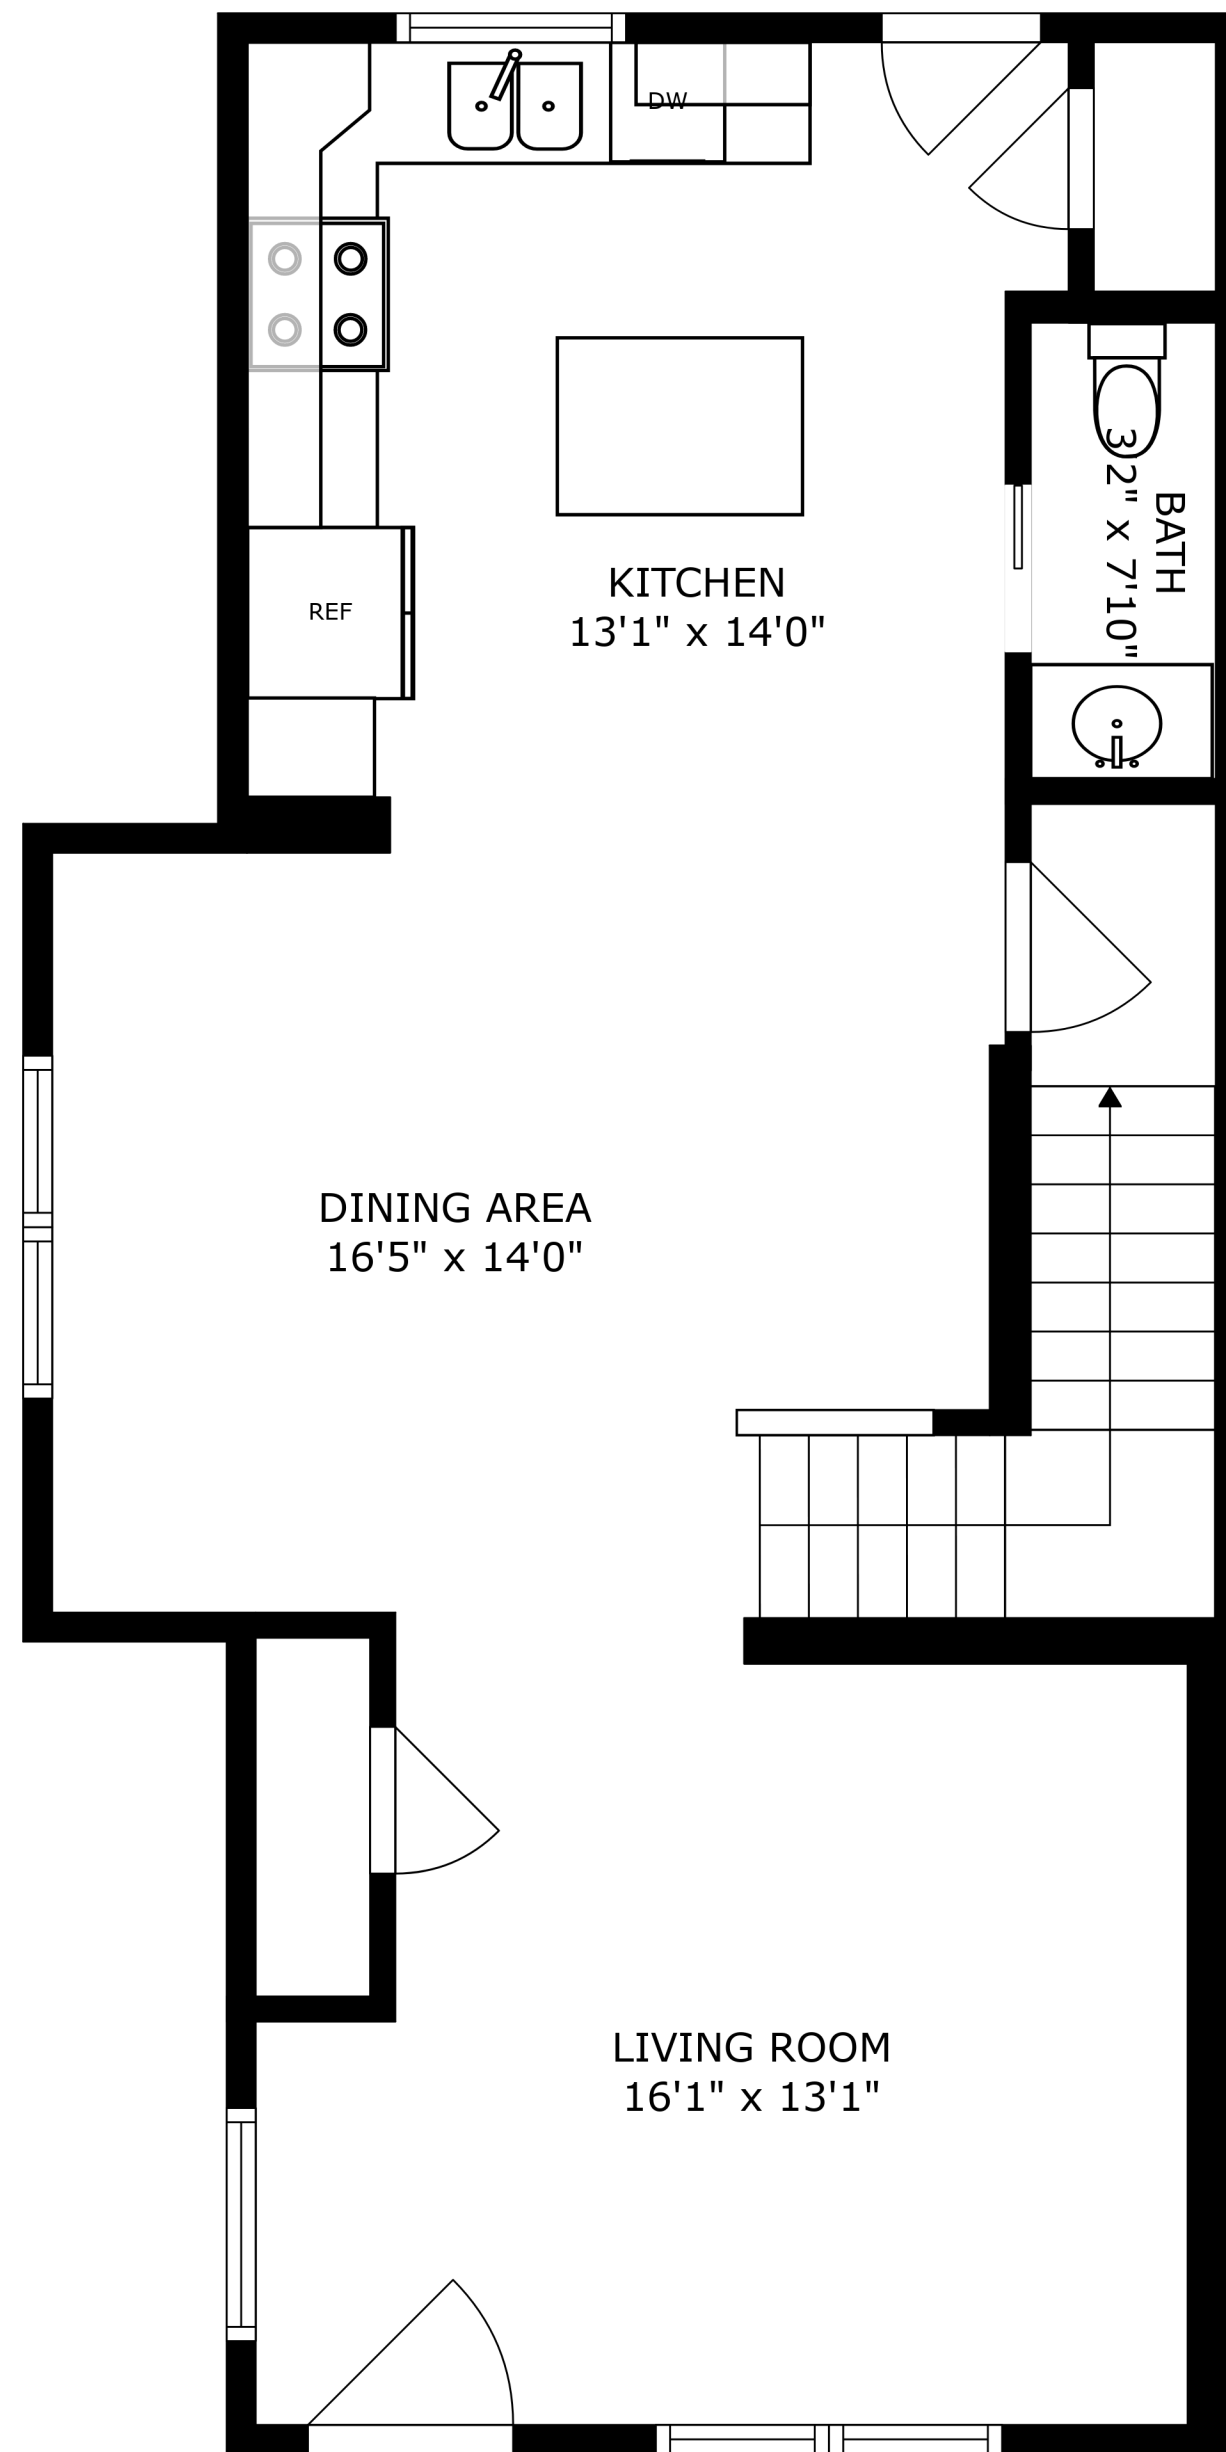 DW
BATH
3'2" x 7'10"
KITCHEN
13'1" x 14'0"
REF
DINING AREA
16'5" x 14'0"
LIVING ROOM
16'1" x 13'1"